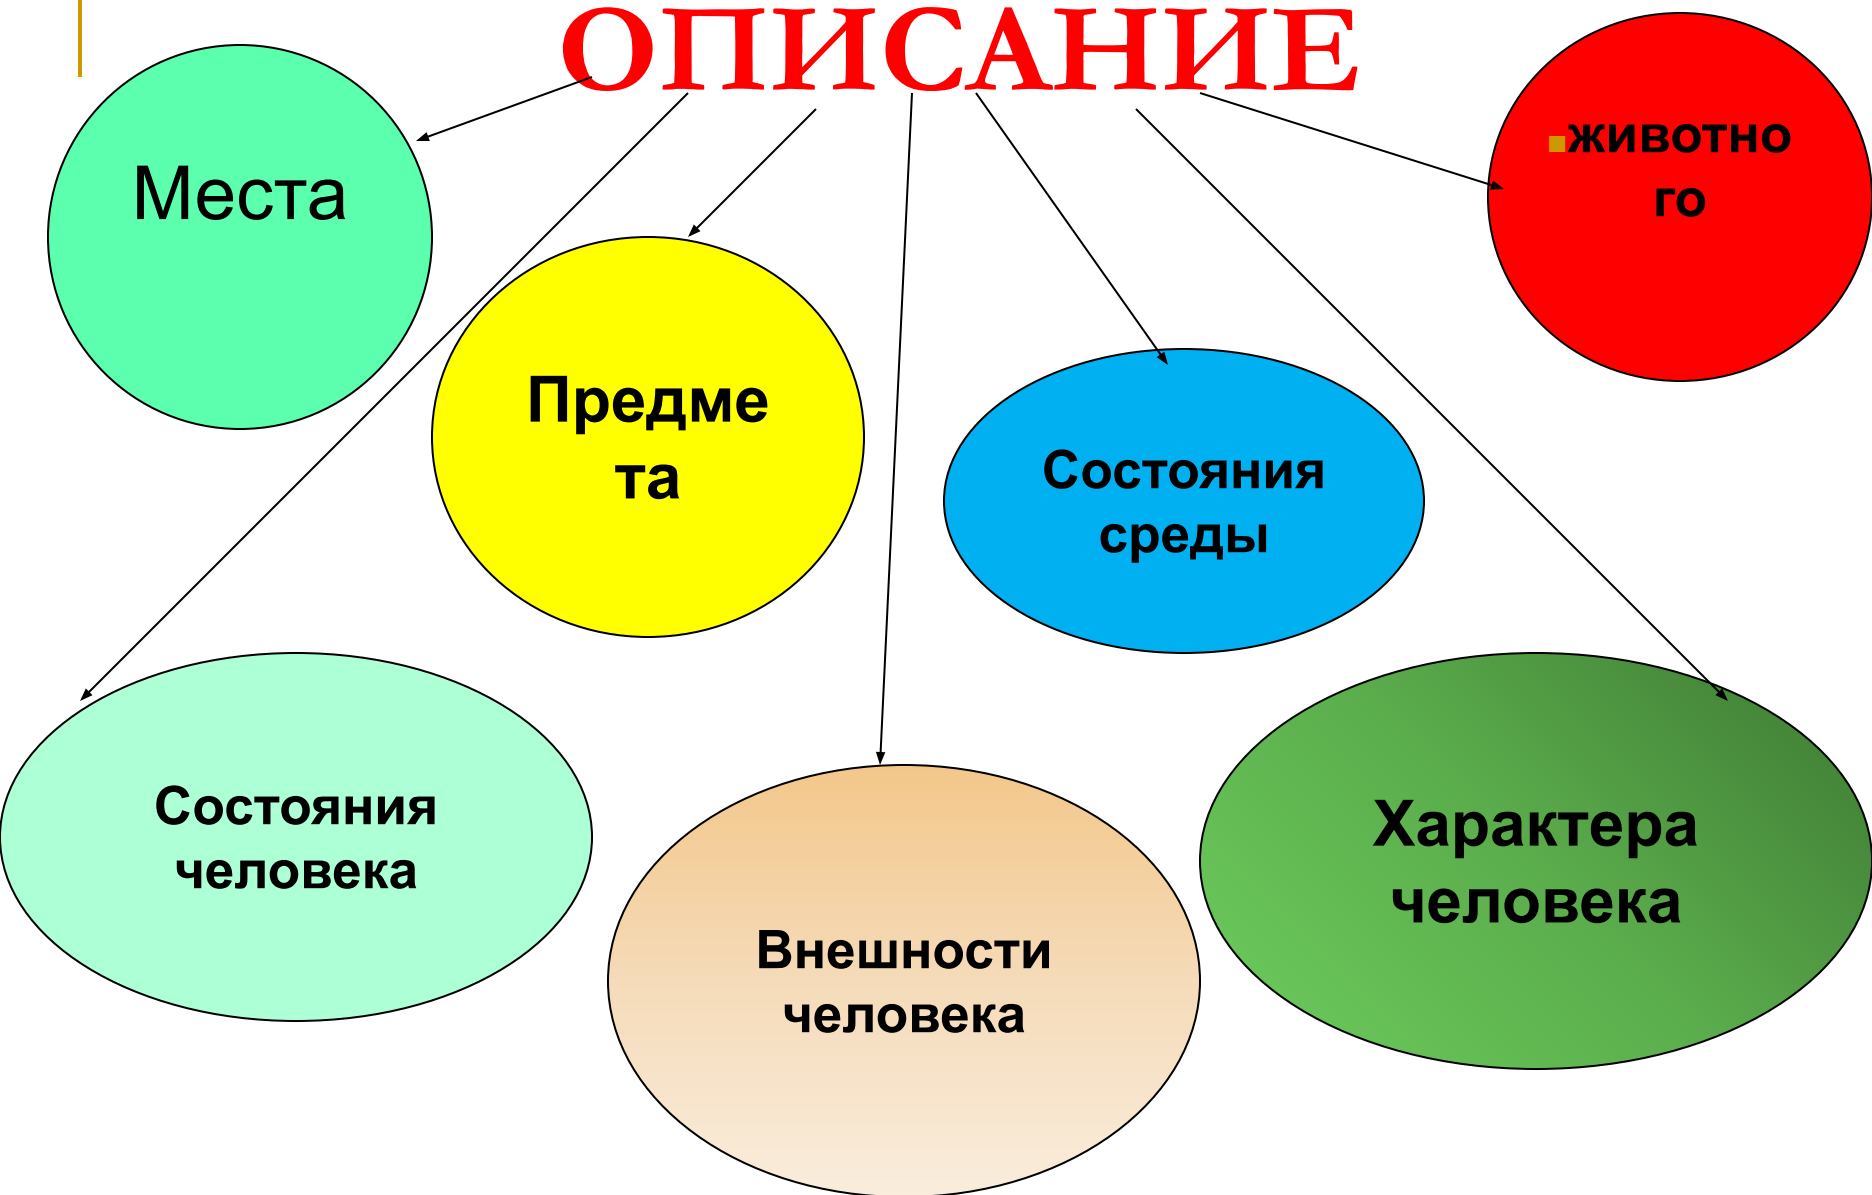 ОПИСАНИЕ
Места
животно
го
Предме
та
Состояния
среды
Состояния
человека
Характера
человека
Внешности
человека